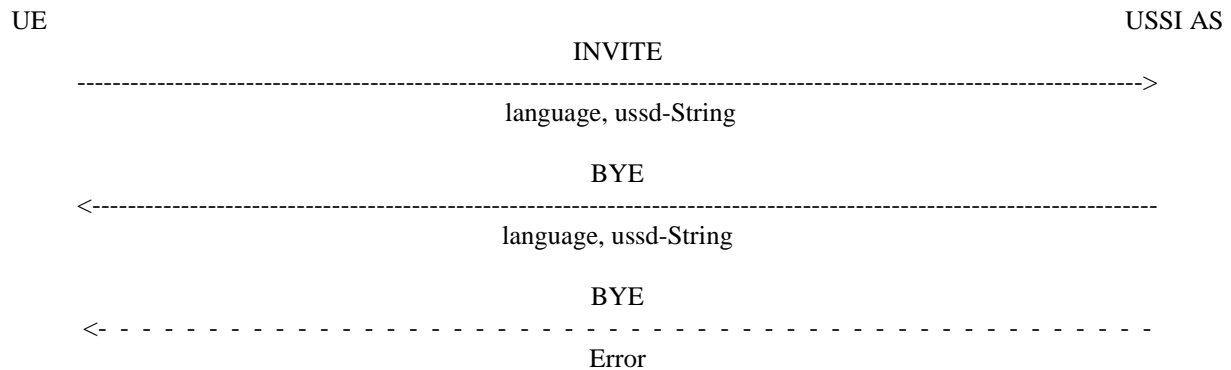 UE USSI AS
INVITE
language, ussd-String
BYE
language, ussd-String
BYE
Error